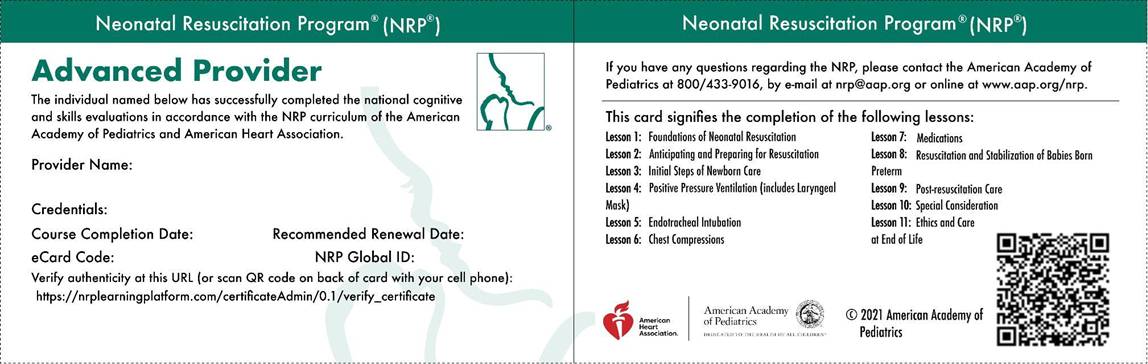 Neonatal Resuscitation Program® (NRP®)
Advanced Provider
The individual named below has successfully completed the national cognitive
and skills evaluations in accordance with the NRP curriculum of the American
Academy of Pediatrics and American Heart Association.
®
Provider Name:
Credentials:
Course Completion Date: Recommended Renewal Date:
eCard Code: NRP Global ID:
Verify authenticity at this URL (or scan QR code on back of card with your cell phone):
https://nrplearningplatform.com/certificateAdmin/0.1/verify_certificate
Neonatal Resuscitation Program® (NRP®)
If you have any questions regarding the NRP, please contact the American Academy of
Pediatrics at 800/433-9016, by e-mail at nrp@aap.org or online at www.aap.org/nrp.
This card signifies the completion of the following lessons:
Lesson 1: Foundations of Neonatal Resuscitation
Lesson 2: Anticipating and Preparing for Resuscitation
Lesson 3: Initial Steps of Newborn Care
Lesson 4: Positive Pressure Ventilation (includes Laryngeal
Mask)
Lesson 5: Endotracheal Intubation
Lesson 6: Chest Compressions
Lesson 7: Medications
Lesson 8: Resuscitation and Stabilization of Babies Born
Preterm
Lesson 9: Post-resuscitation Care
Lesson 10: Special Consideration
Lesson 11: Ethics and Care
at End of Life
American
Heart
Association.
American Academy
of Pediatrics
DEDICATED TO THE HEALTH OF ALL CHILDREN®
© 2021 American Academy of
Pediatrics